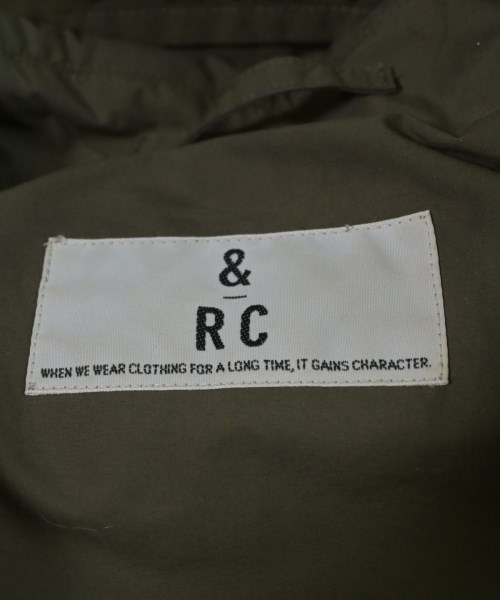 &
RC
WHEN WE WEAR CLOTHING FOR A LONG TIME, IT GAINS CHARACTER.